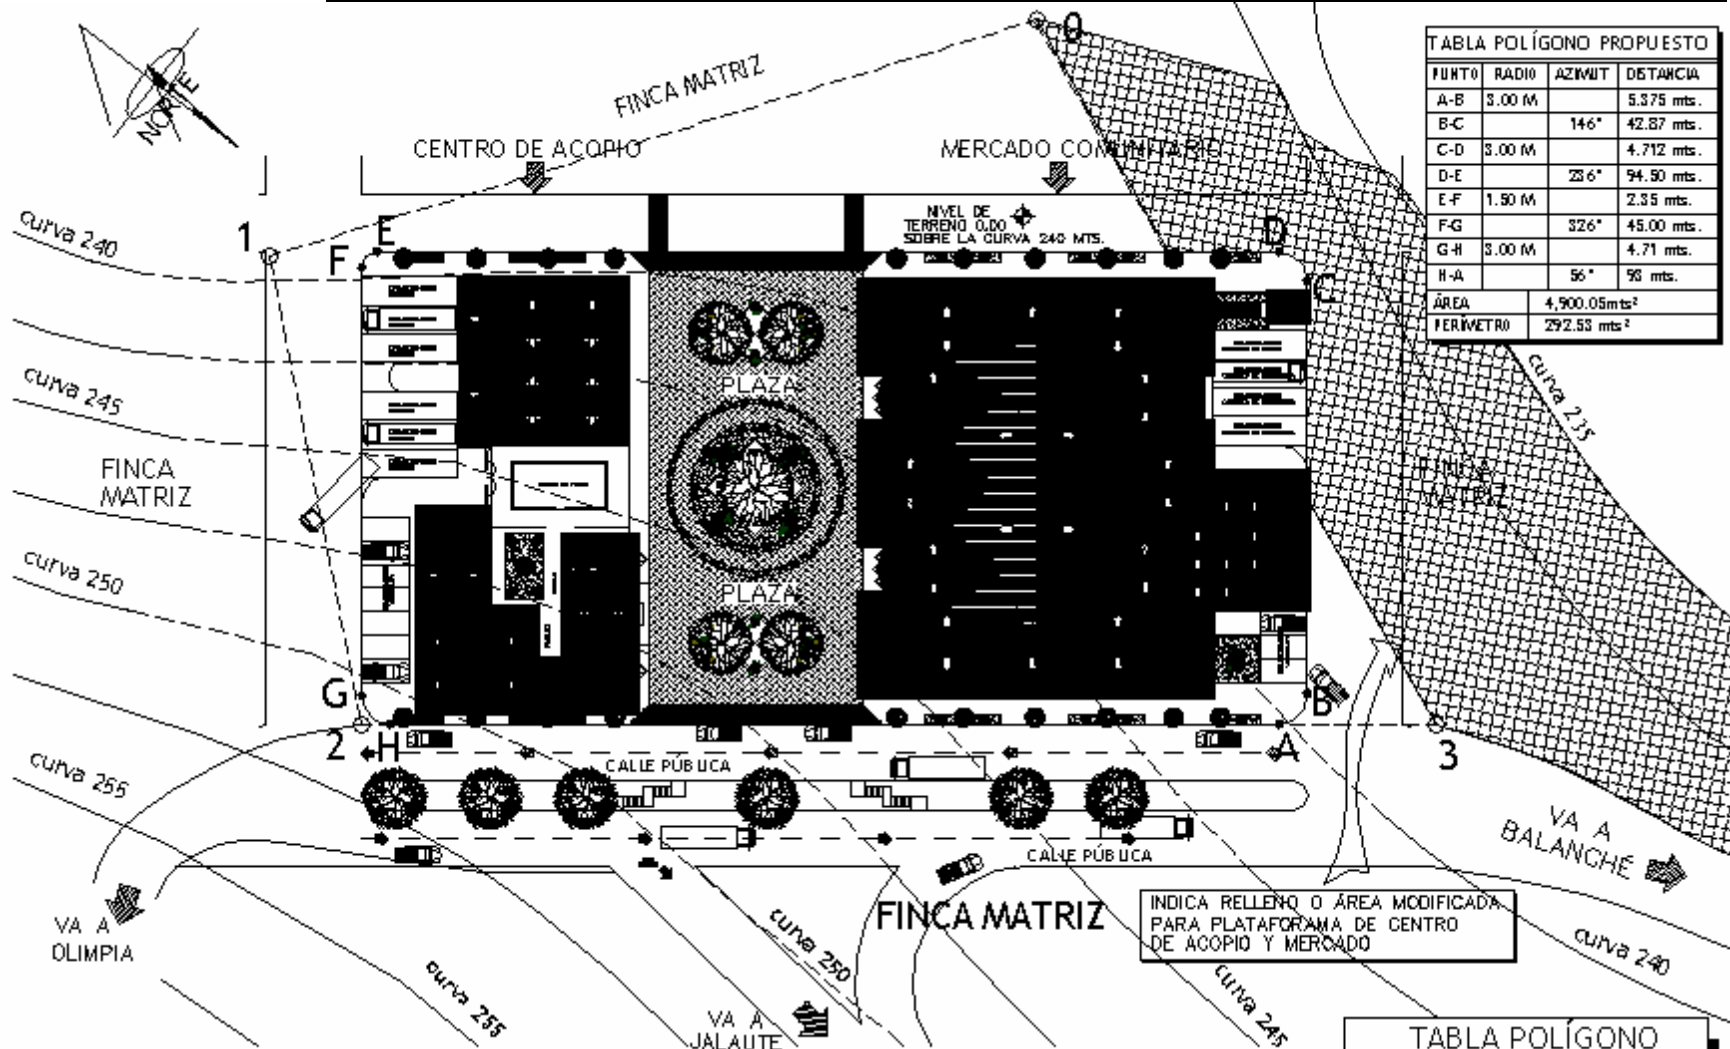 0
TABLA POLÍGONO PROPUESTO
PUNTO RADIO AZIMUT DISTANCIA
A-B 3.00 M 5.375 mts.
B-C 146° 42.87 mts.
C-D 3.00 M 4.712 mts.
D-E 236° 94.50 mts.
E-F 1.50 M 2.35 mts.
F-G 326° 45.00 mts.
G-H 3.00 M 4.71 mts.
H-A 56° 93 mts.
ÁREA 4,900.05mts²
PERÍMETRO 292.53 mts²
NORTE
FINCA MATRIZ
CENTRO DE ACOPIO
MERCADO COMUNITARIO
NIVEL DE
TERRENO 0.00
SOBRE LA CURVA 240 MTS.
curva 240
1
E
F
D
C
curva 245
curva 235
PLAZA
FINCA
MATRIZ
FINCA
MATRIZ
curva 250
PLAZA
G
B
2
H
A
3
CALLE PÚBLICA
curva 255
VA A
BALANCHÉ
CALLE PÚBLICA
INDICA RELLENO O ÁREA MODIFICADA
PARA PLATAFORAMA DE CENTRO
DE ACOPIO Y MERCADO
FINCA MATRIZ
VA A
OLIMPIA
curva 250
curva 240
curva 255
curva 245
VA A
JALAUTE
TABLA POLÍGONO